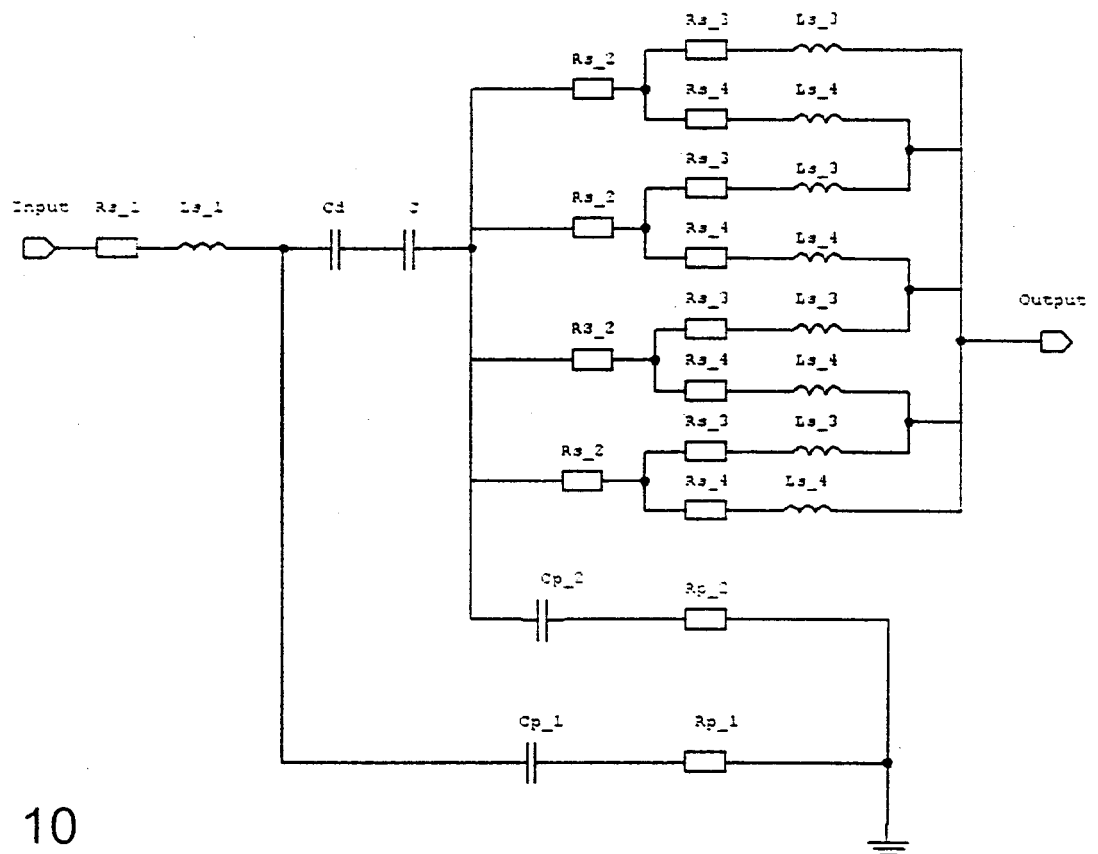 Rs_3 Ls_3
Rs_2
Rs_4 Ls_4
Rs_3 Ls_3
Input Rs_1 Ls_1 Cd C Rs_2
Rs_4 Ls_4
Rs_3 Ls_3 Output
Rs_2
Rs_4 Ls_4
Rs_3 Ls_3
Rs_2
Rs_4 Ls_4
Cp_2 Rp_2
Cp_1 Rp_1
10